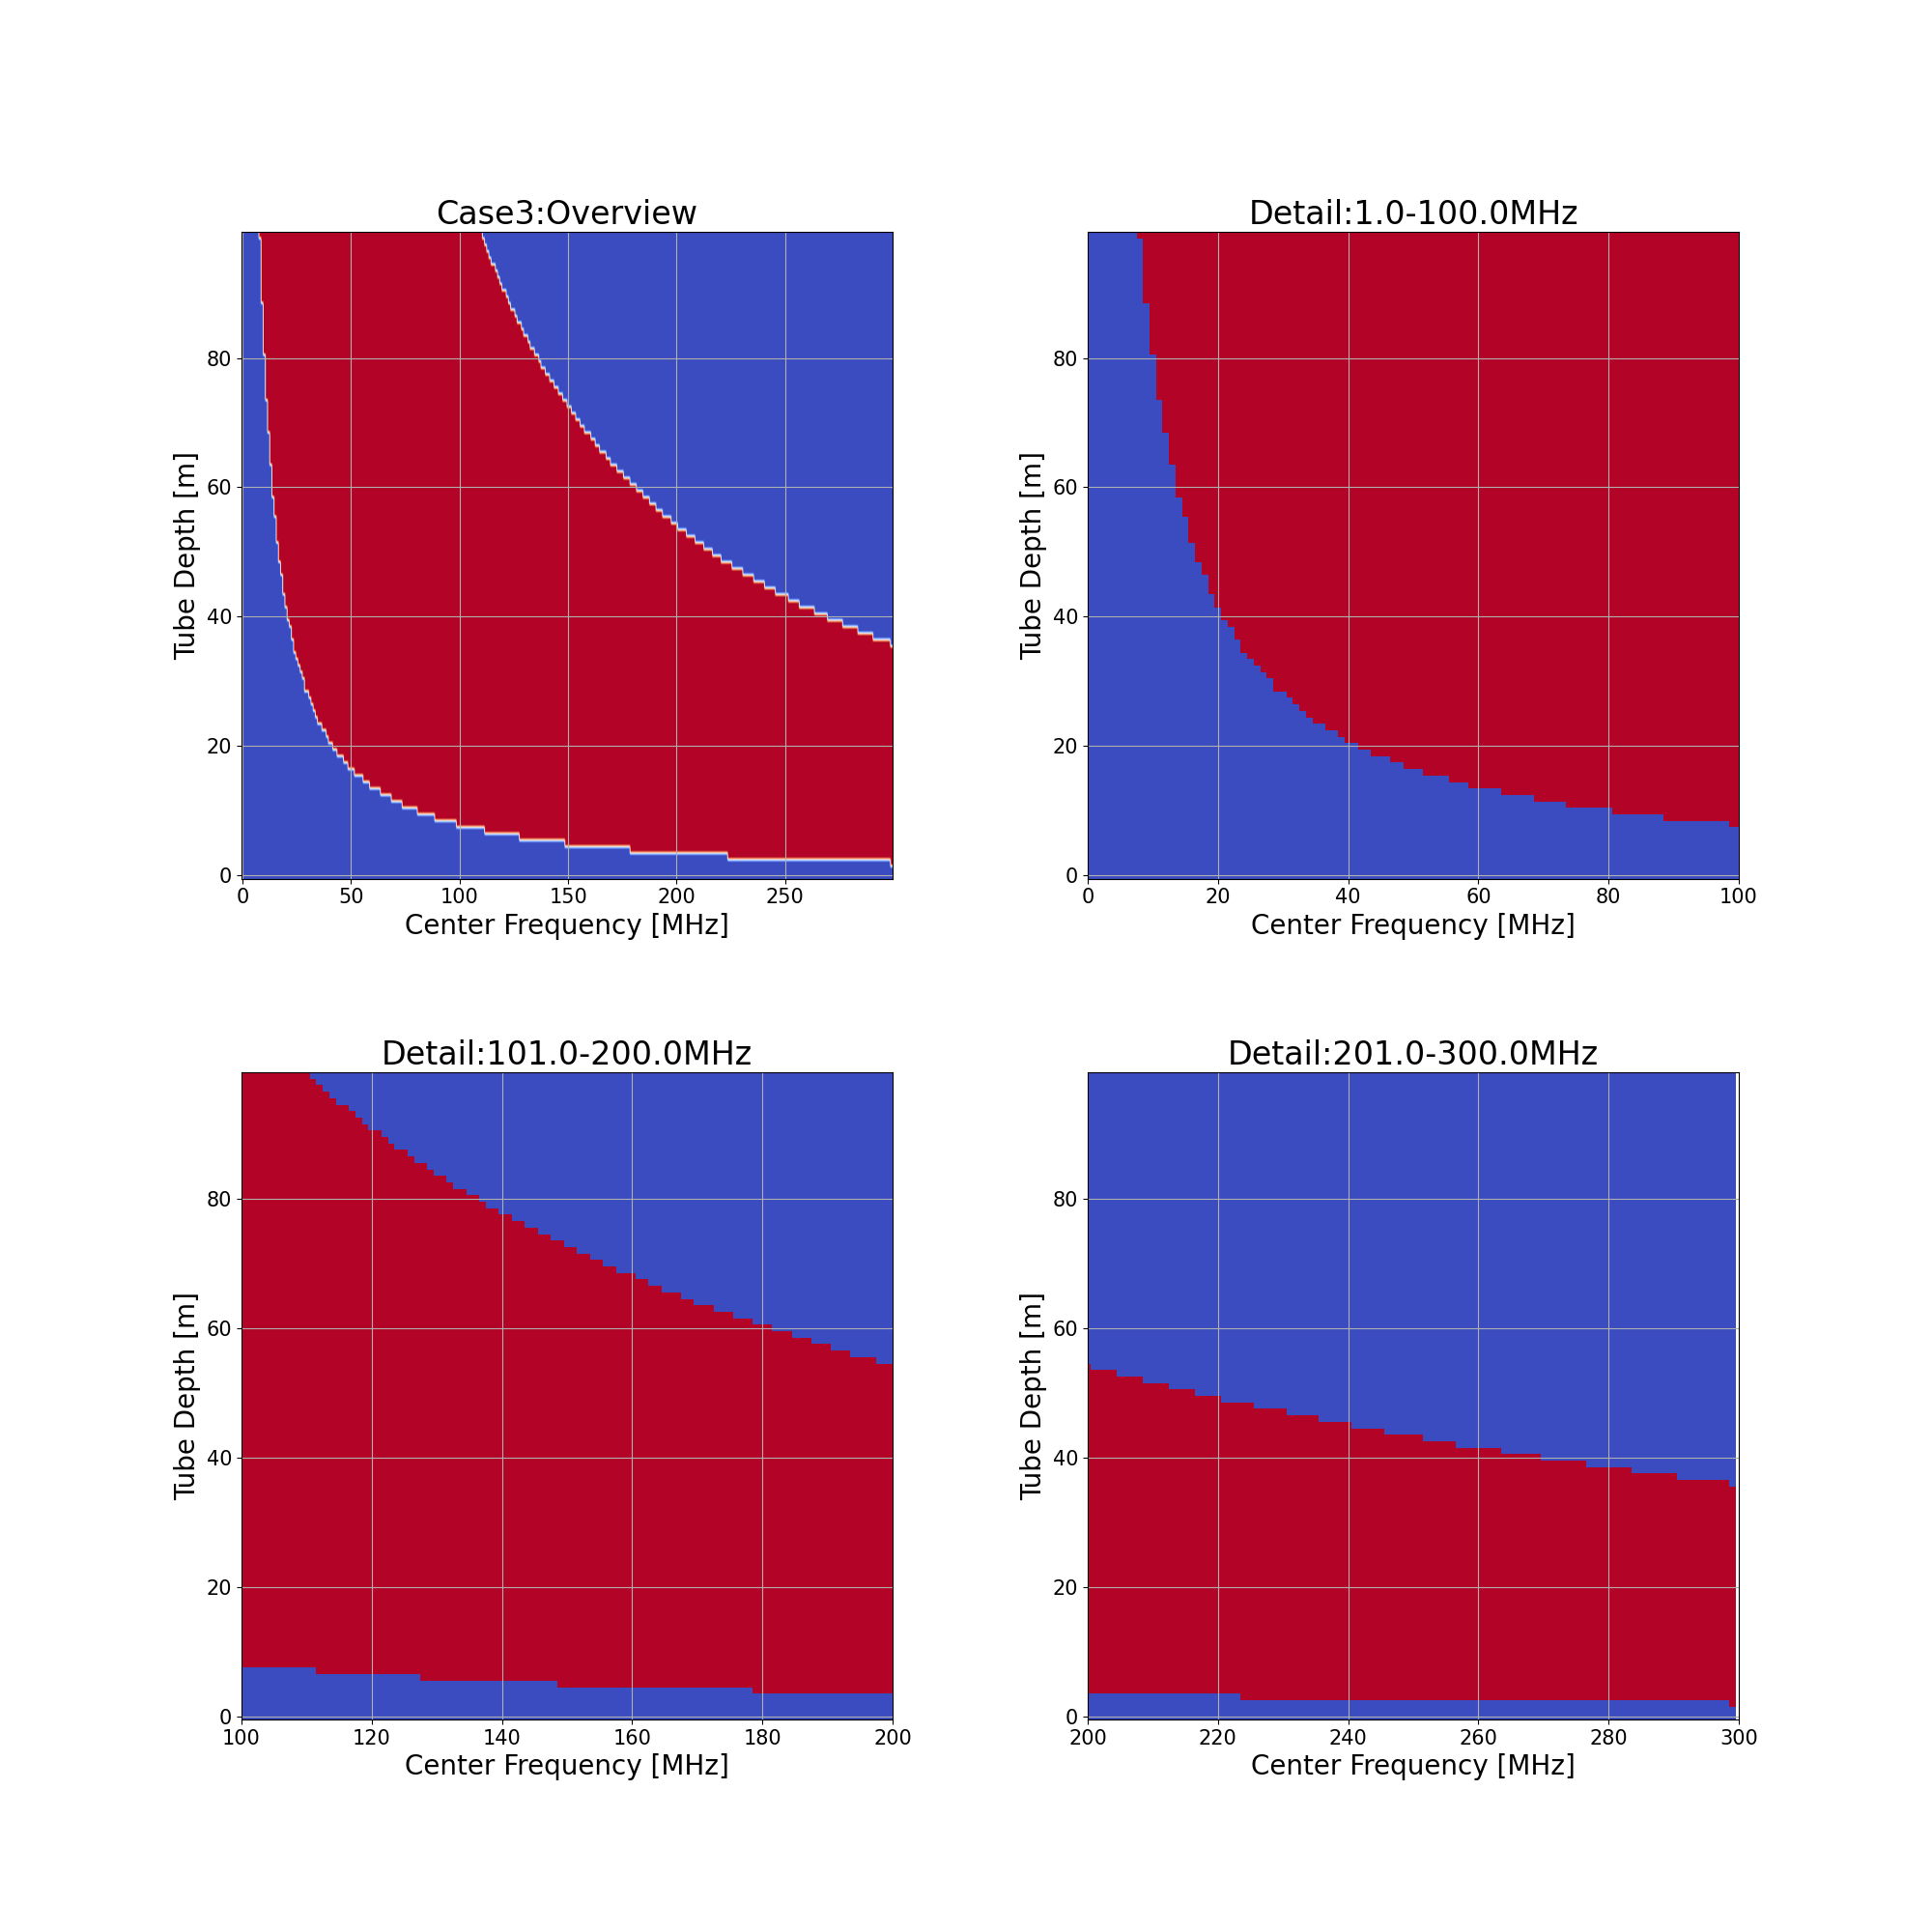 Case3:Overview
Tube Depth [m]
80
60
40
20
0
0 50 100 150 200 250
Center Frequency [MHz]
Detail:1.0-100.0MHz
Tube Depth [m]
80
60
40
20
0
0 20 40 60 80 100
Center Frequency [MHz]
Detail:101.0-200.0MHz
Tube Depth [m]
80
60
40
20
0
100 120 140 160 180 200
Center Frequency [MHz]
Detail:201.0-300.0MHz
Tube Depth [m]
80
60
40
20
0
200 220 240 260 280 300
Center Frequency [MHz]